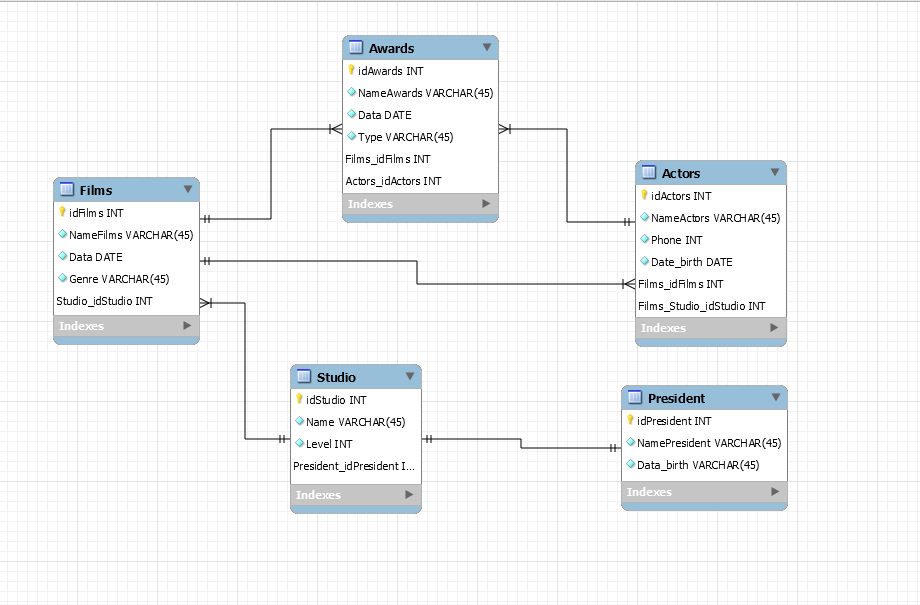 Awards
idAwards INT
NameAwards VARCHAR(45)
Data DATE
Type VARCHAR(45)
Films_idFilms INT
Actors_idActors INT
Indexes
Films
idFilms INT
NameFilms VARCHAR(45)
Data DATE
Genre VARCHAR(45)
Studio_idStudio INT
Indexes
Actors
idActors INT
NameActors VARCHAR(45)
Phone INT
Date_birth DATE
Films_idFilms INT
Films_Studio_idStudio INT
Indexes
Studio
idStudio INT
Name VARCHAR(45)
Level INT
President_idPresident I...
Indexes
President
idPresident INT
NamePresident VARCHAR(45)
Data_birth VARCHAR(45)
Indexes